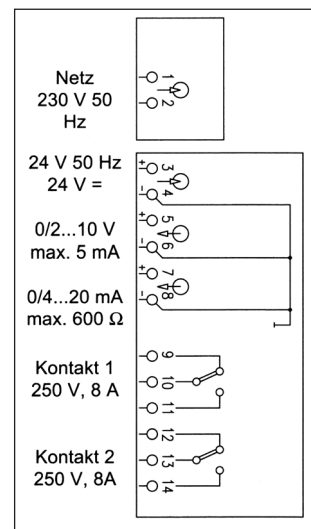 Netz
230 V 50
Hz
1
2
24 V 50 Hz
24 V =
+ 3
- 4
0/2...10 V
max. 5 mA
+ 5
- 6
0/4...20 mA
max. 600 Ω
+ 7
- 8
Kontakt 1
250 V, 8 A
9
10
11
Kontakt 2
250 V, 8A
12
13
14